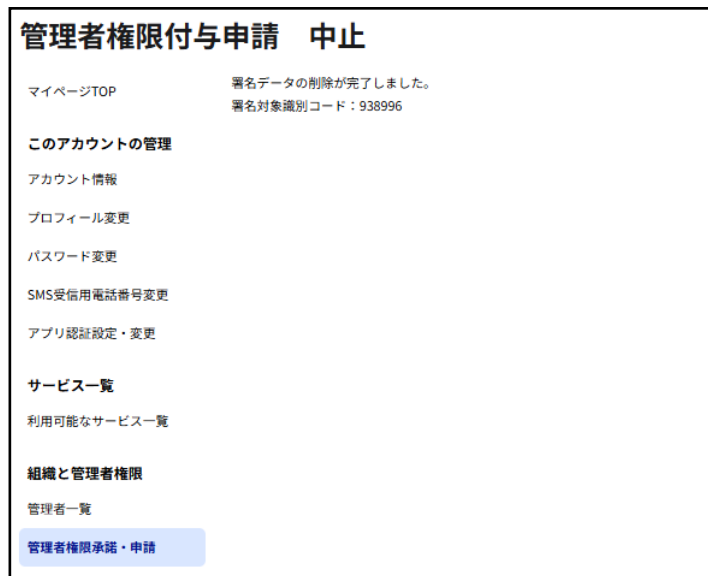 管理者権限付与申請　中止
マイページTOP
署名データの削除が完了しました。
署名対象識別コード：938996
このアカウントの管理
アカウント情報
プロフィール変更
パスワード変更
SMS受信用電話番号変更
アプリ認証設定・変更
サービス一覧
利用可能なサービス一覧
組織と管理者権限
管理者一覧
管理者権限承諾・申請